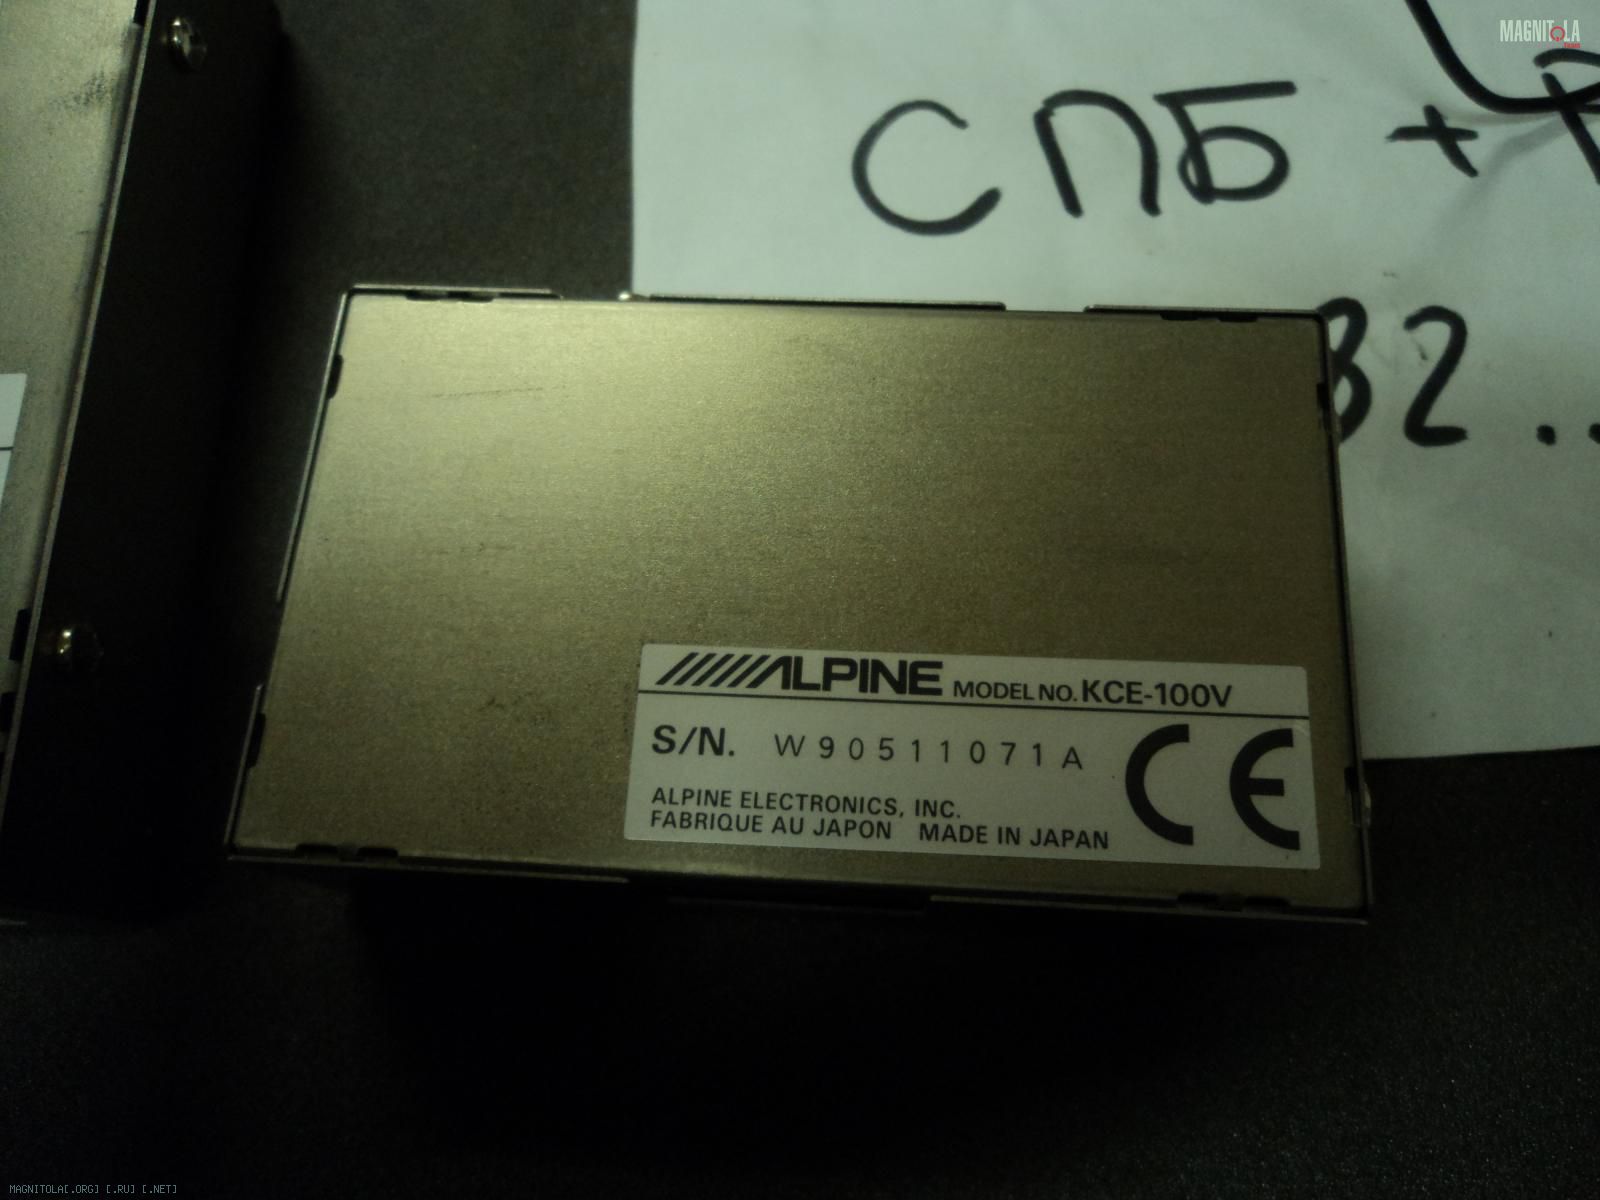 MAGNITOLA
СПБ +
32...
ALPINE MODEL NO. KCE-100V
S/N. W90511071A
ALPINE ELECTRONICS, INC.
FABRIQUE AU JAPON MADE IN JAPAN
CE
MAGNITOLA[.ORG] [.RU] [.NET]